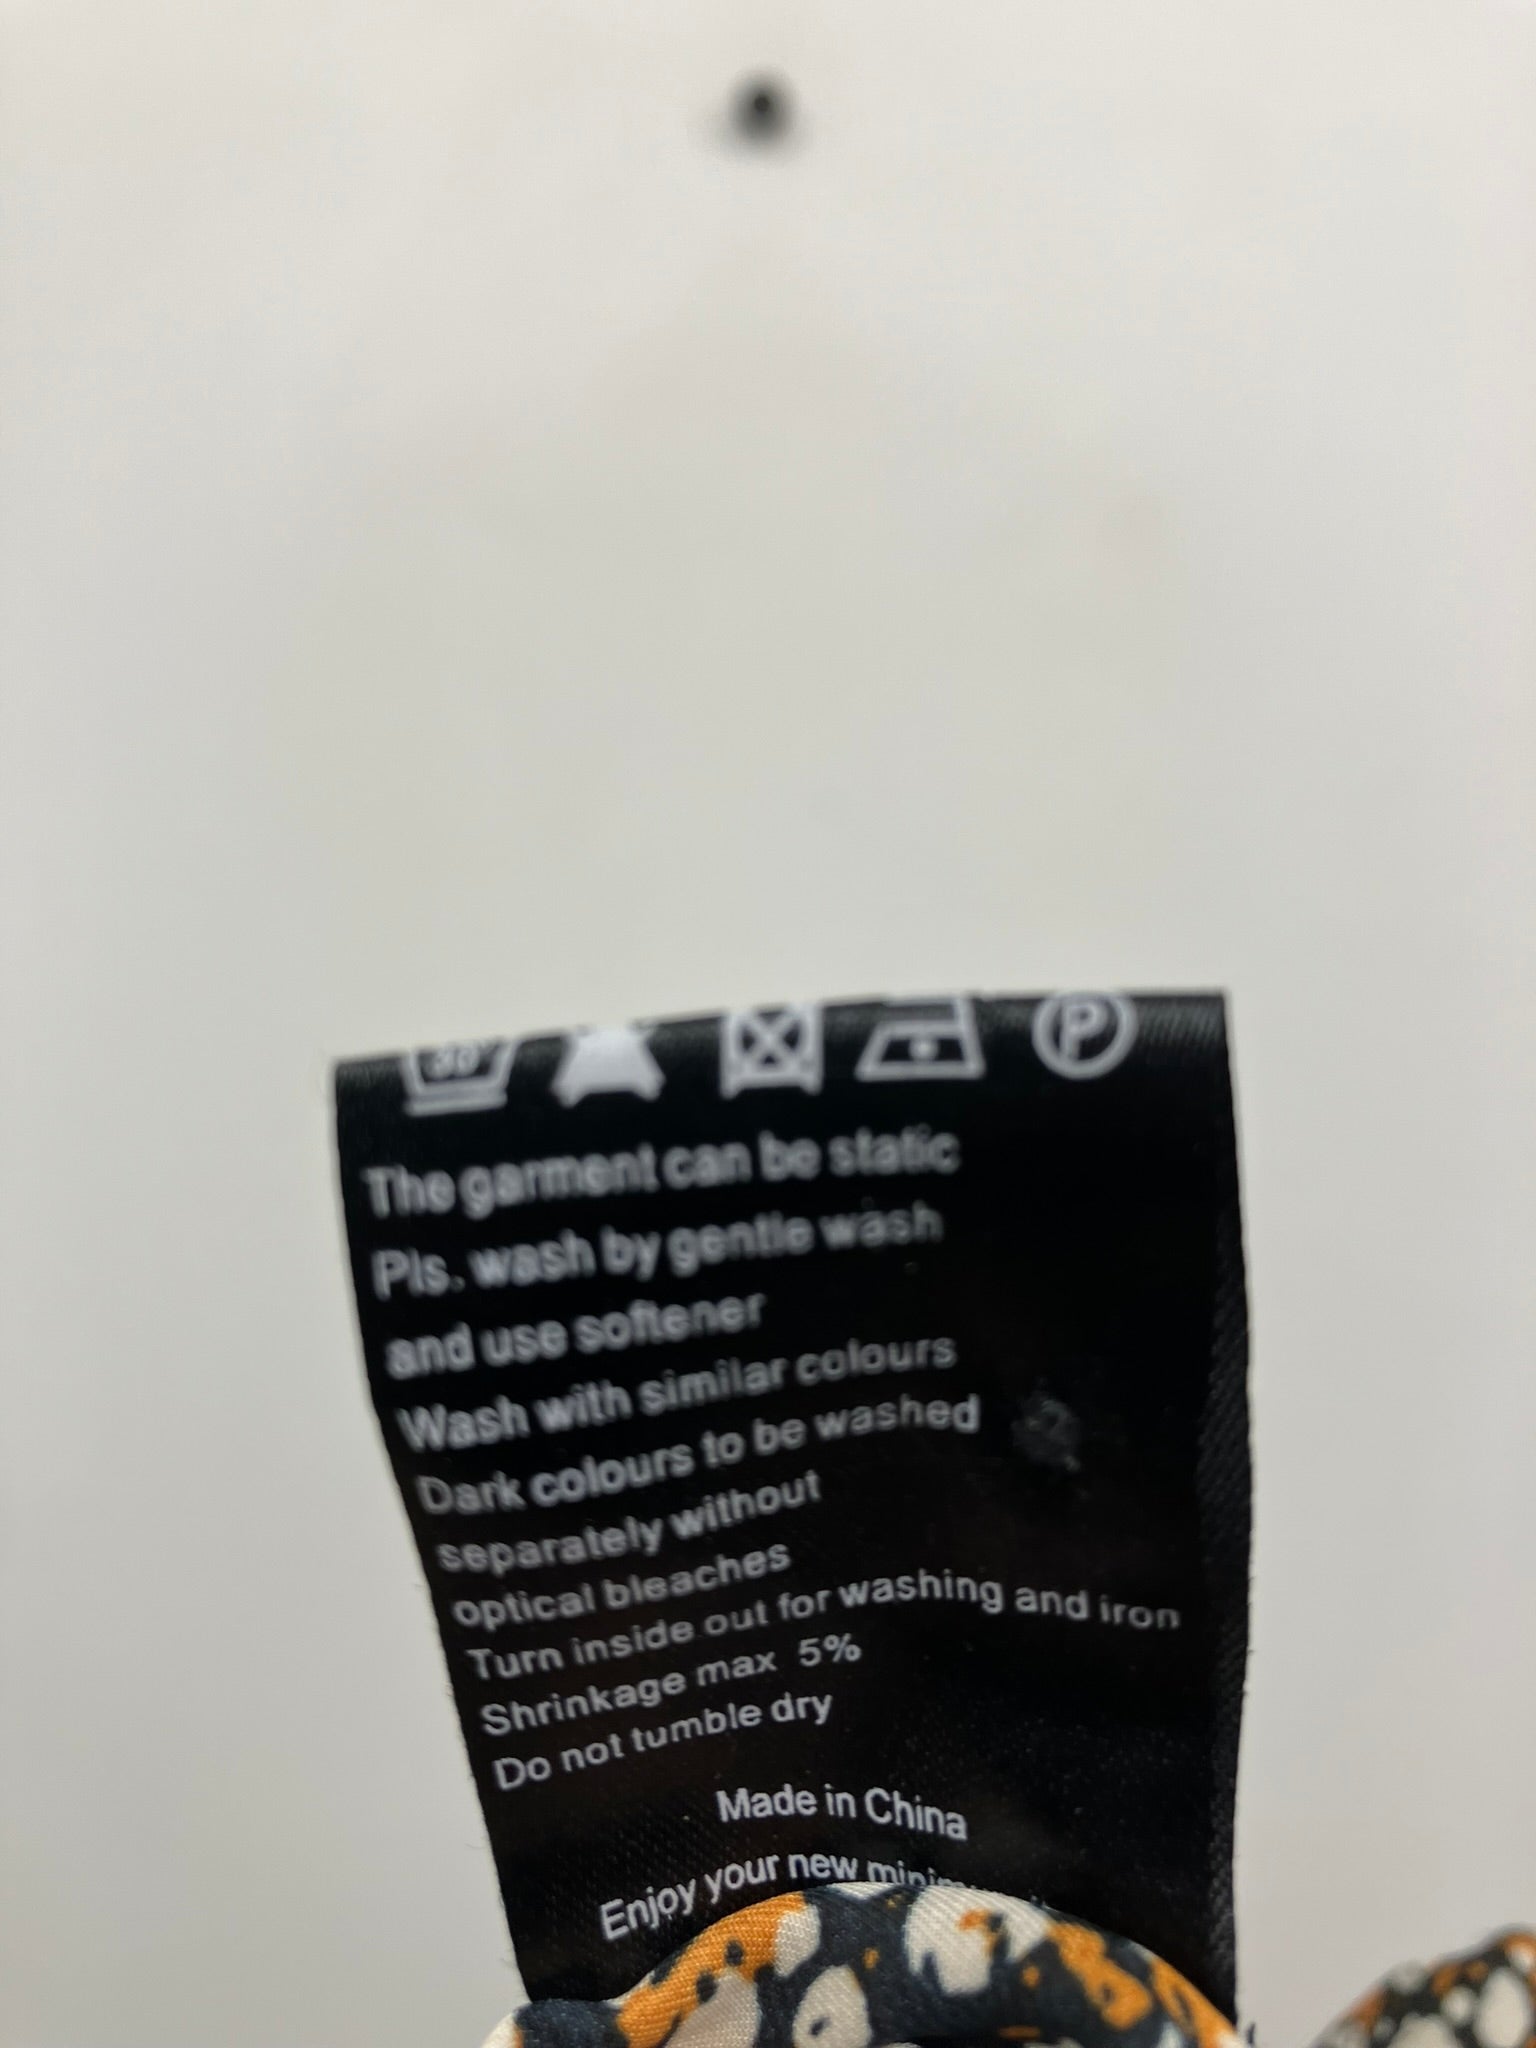 30°
P
The garment can be static
Pls. wash by gentle wash
and use softener
Wash with similar colours
Dark colours to be washed
separately without
optical bleaches
Turn inside out for washing and iron
Shrinkage max 5%
Do not tumble dry
Made in China
Enjoy your new